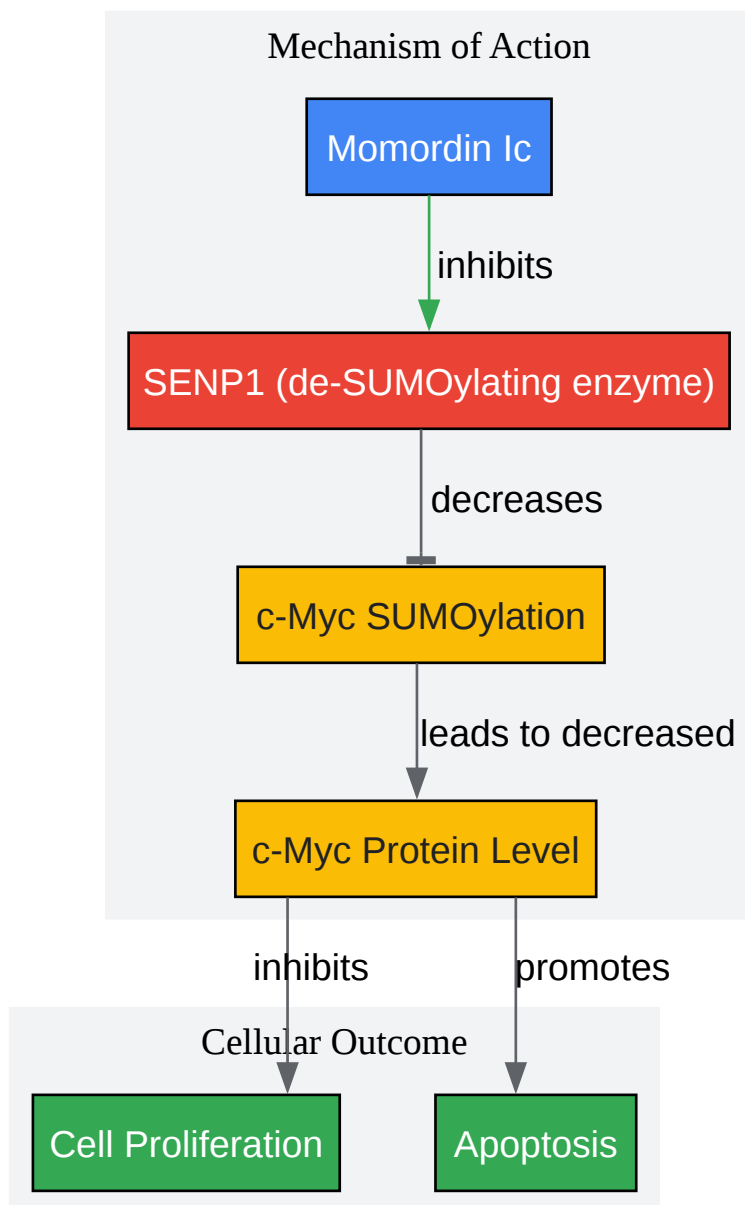 Mechanism of Action
Momordin Ic
inhibits
SENP1 (de-SUMOylating enzyme)
decreases
c-Myc SUMOylation
leads to decreased
c-Myc Protein Level
inhibits
promotes
Cellular Outcome
Cell Proliferation
Apoptosis